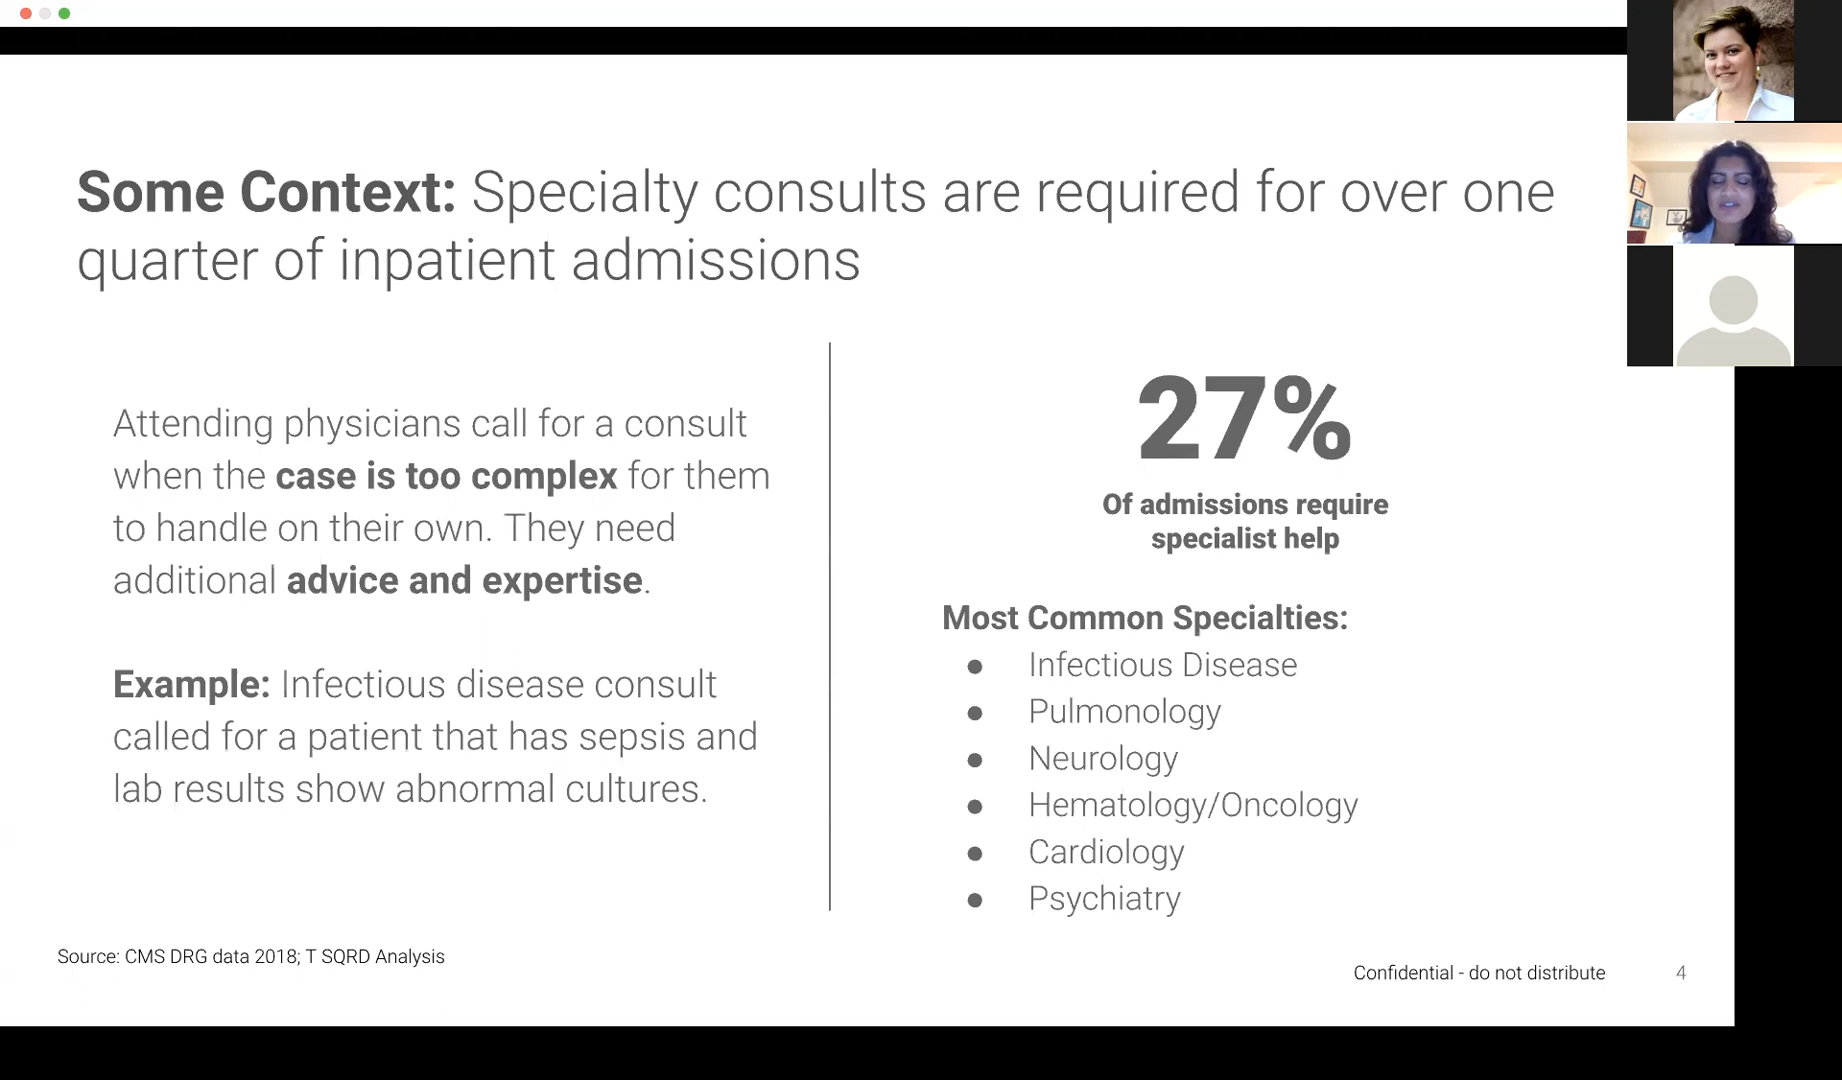 Some Context: Specialty consults are required for over one
quarter of inpatient admissions
Attending physicians call for a consult
when the case is too complex for them
to handle on their own. They need
additional advice and expertise.
Example: Infectious disease consult
called for a patient that has sepsis and
lab results show abnormal cultures.
27%
Of admissions require
specialist help
Most Common Specialties:
● Infectious Disease
● Pulmonology
● Neurology
● Hematology/Oncology
● Cardiology
● Psychiatry
Source: CMS DRG data 2018; T SQRD Analysis
Confidential - do not distribute 4